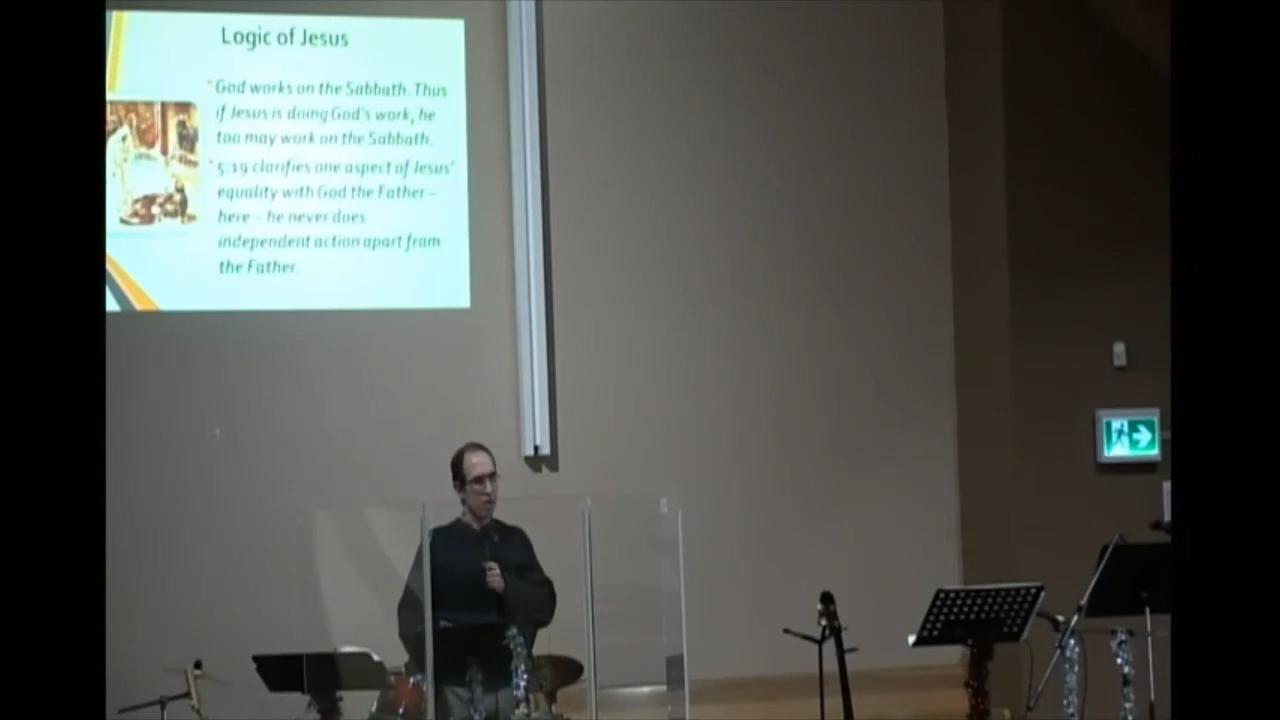 Logic of Jesus
* God works on the Sabbath. Thus
if Jesus is doing God's work, he
too may work on the Sabbath.
* 5:19 clarifies one aspect of Jesus'
equality with God the Father –
here – he never does
independent action apart from
the Father.